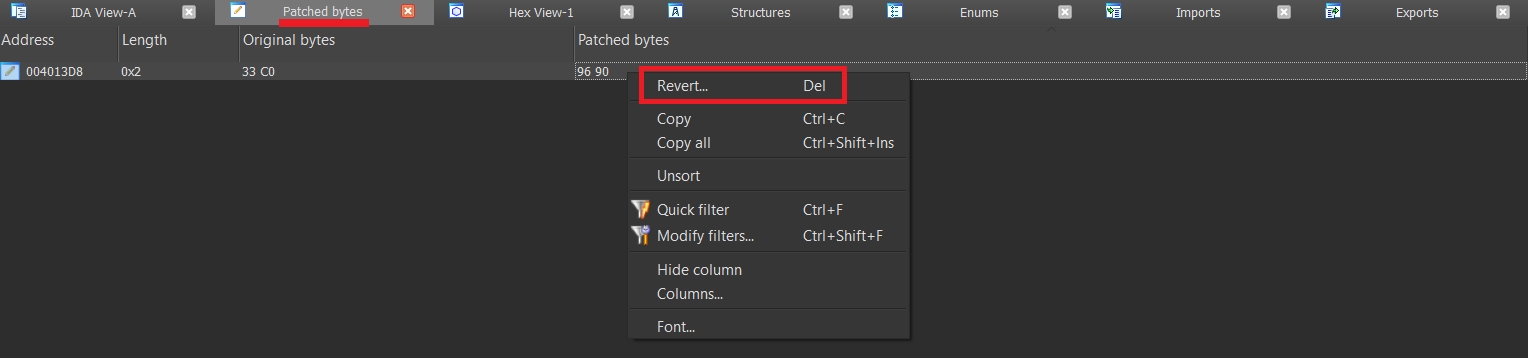 IDA View-A Patched bytes Hex View-1 Structures Enums Imports Exports
Address Length Original bytes Patched bytes
004013D8 0x2 33 C0 96 90
Revert... Del
Copy Ctrl+C
Copy all Ctrl+Shift+Ins
Unsort
Quick filter Ctrl+F
Modify filters... Ctrl+Shift+F
Hide column
Columns...
Font...